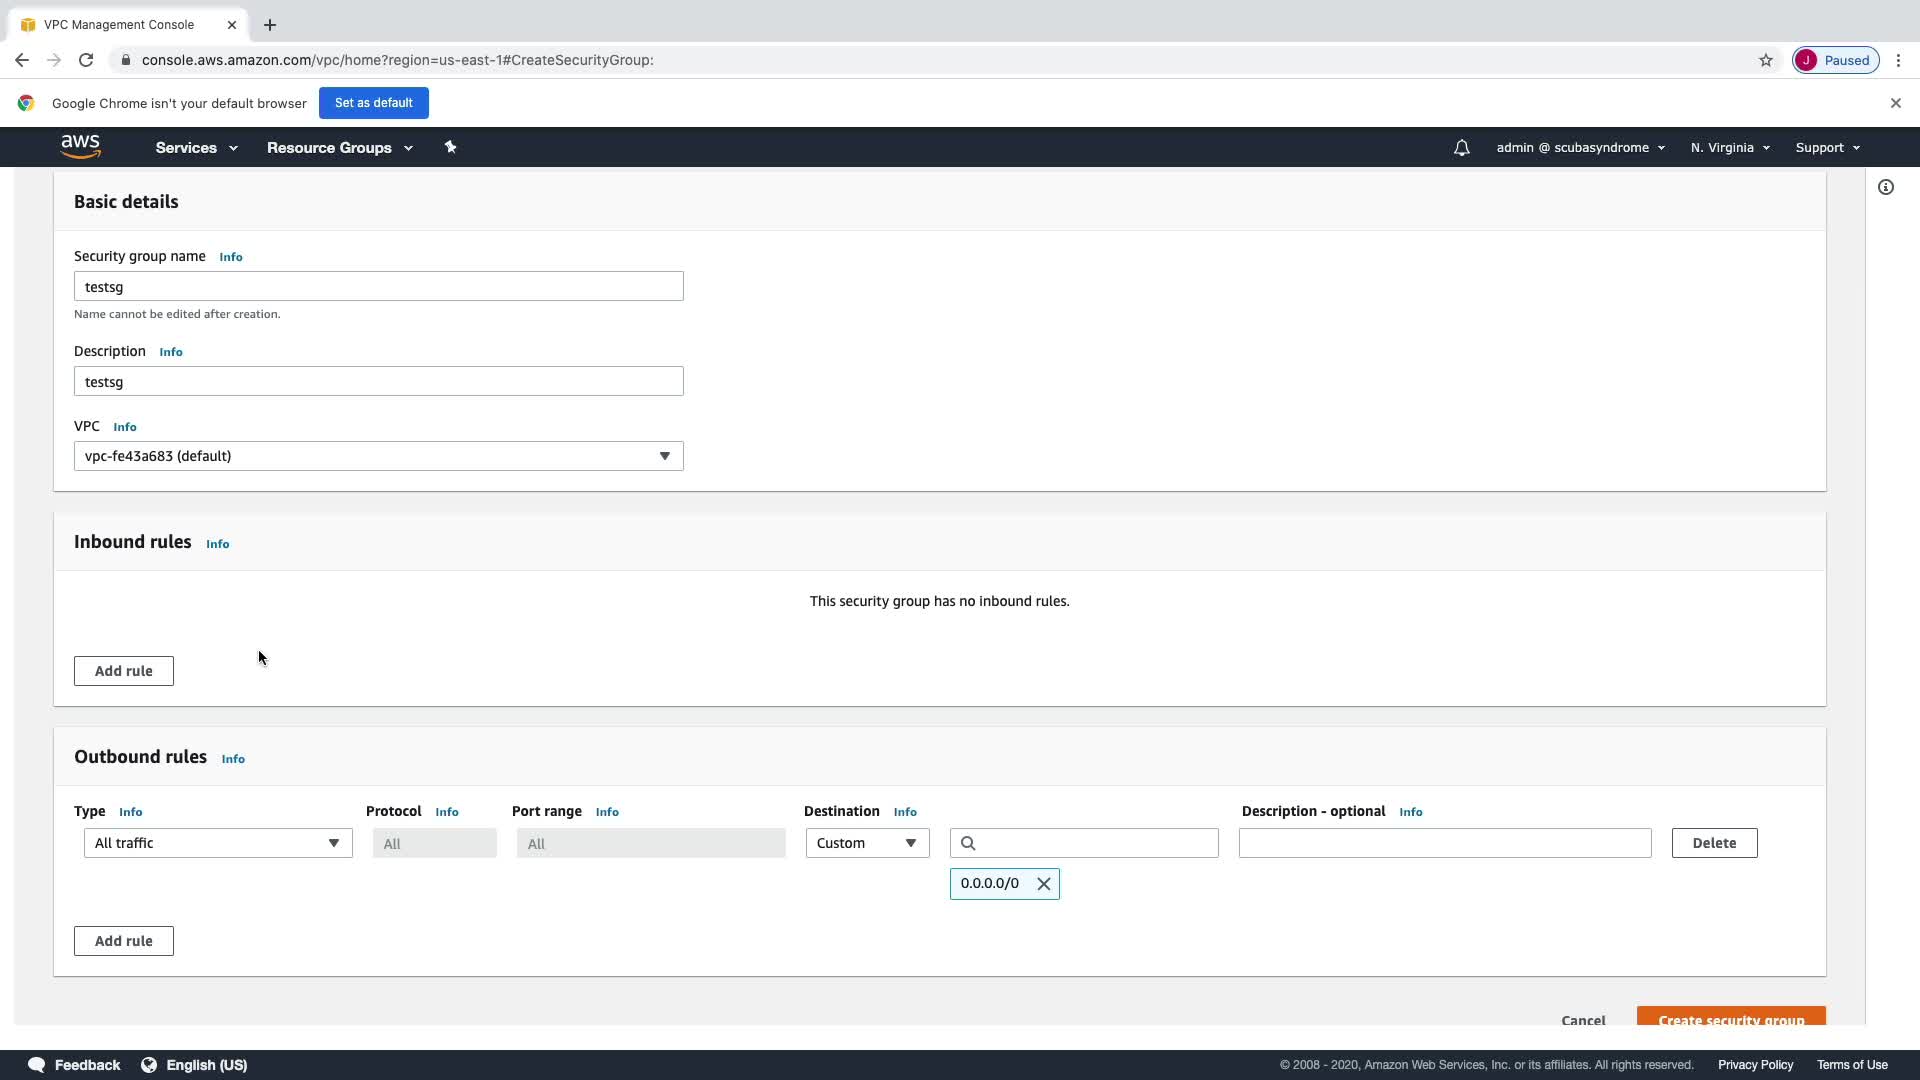 VPC Management Console
console.aws.amazon.com/vpc/home?region=us-east-1#CreateSecurityGroup:
J Paused
Google Chrome isn't your default browser Set as default
aws Services Resource Groups admin @ scubasyndrome N. Virginia Support
Basic details
Security group name Info
testsg
Name cannot be edited after creation.
Description Info
testsg
VPC Info
vpc-fe43a683 (default)
Inbound rules Info
This security group has no inbound rules.
Add rule
Outbound rules Info
Type Info Protocol Info Port range Info Destination Info Description - optional Info
All traffic All All Custom Delete
0.0.0.0/0
Add rule
Cancel Create security group
Feedback English (US) © 2008 - 2020, Amazon Web Services, Inc. or its affiliates. All rights reserved. Privacy Policy Terms of Use